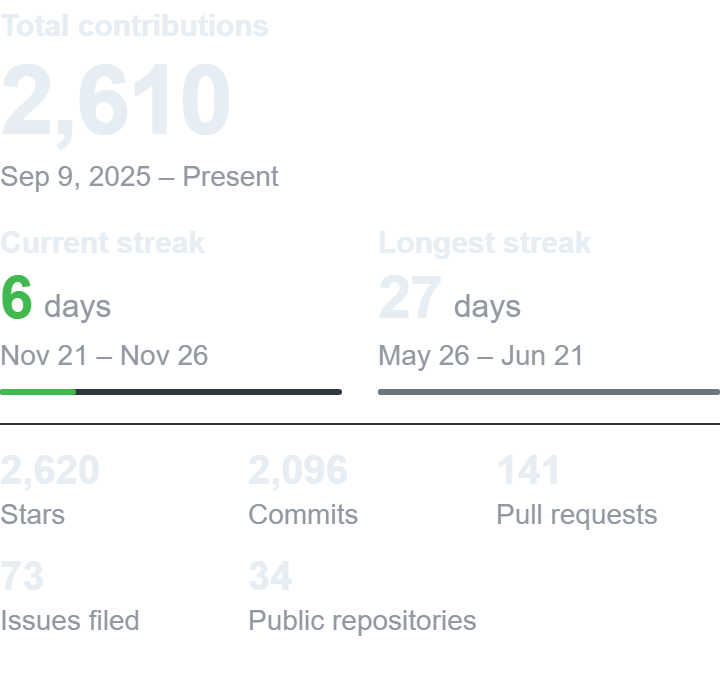 Total contributions
2,610
Sep 9, 2025 – Present
Current streak
Longest streak
6 days
27 days
Nov 21 – Nov 26
May 26 – Jun 21
2,620
2,096
141
Stars
Commits
Pull requests
73
34
Issues filed
Public repositories